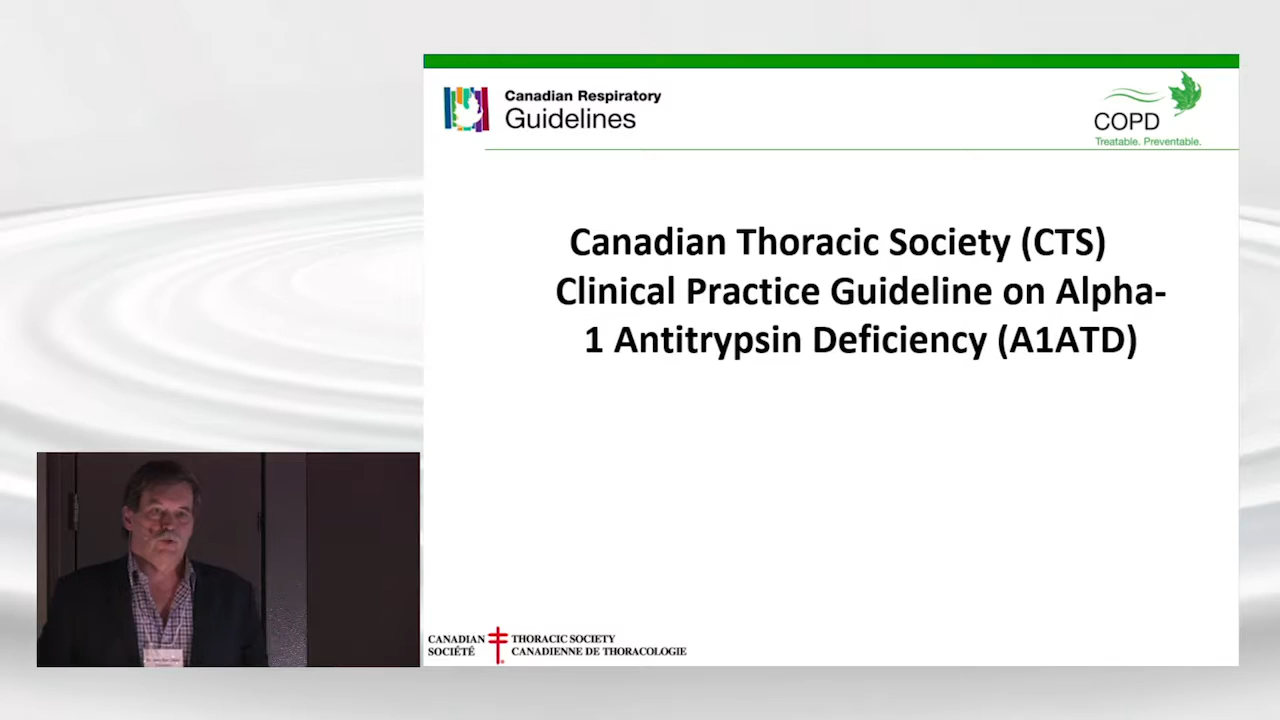 Canadian Respiratory
Guidelines
COPD
Treatable. Preventable.
Canadian Thoracic Society (CTS)
Clinical Practice Guideline on Alpha-
1 Antitrypsin Deficiency (A1ATD)
CANADIAN THORACIC SOCIETY
SOCIÉTÉ CANADIENNE DE THORACOLOGIE